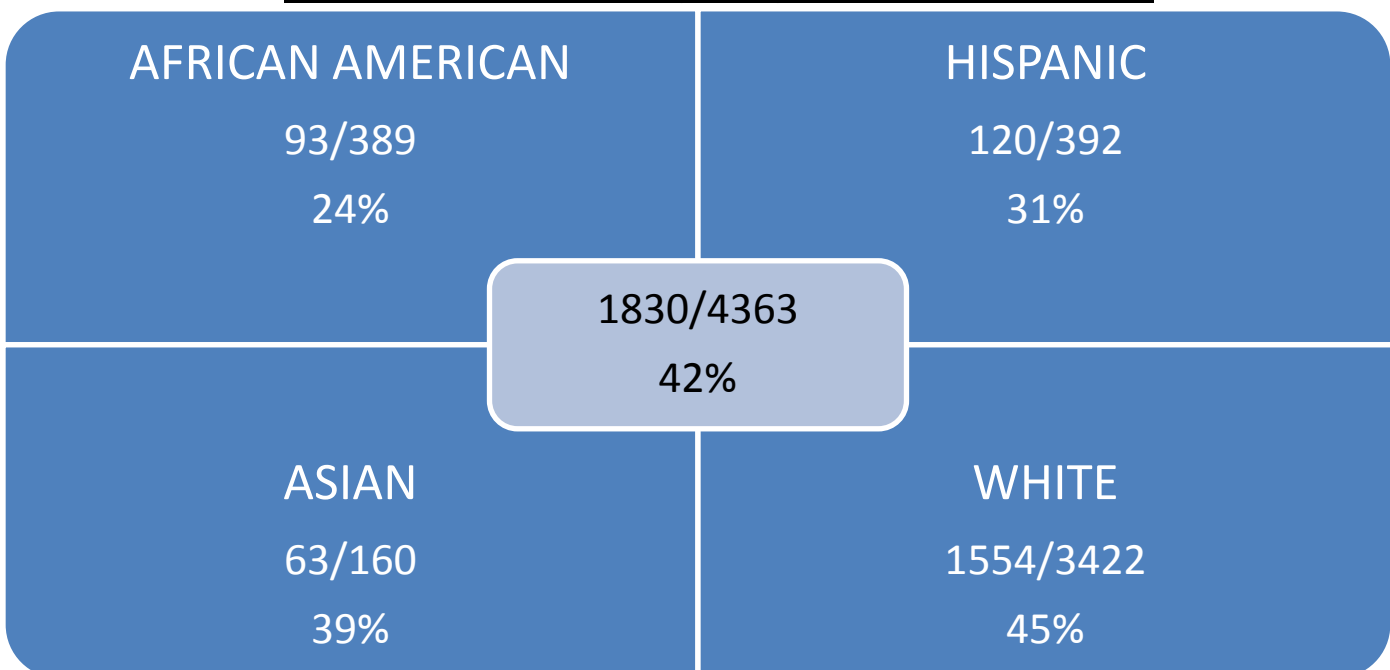 AFRICAN AMERICAN
93/389
24%
HISPANIC
120/392
31%
1830/4363
42%
ASIAN
63/160
39%
WHITE
1554/3422
45%